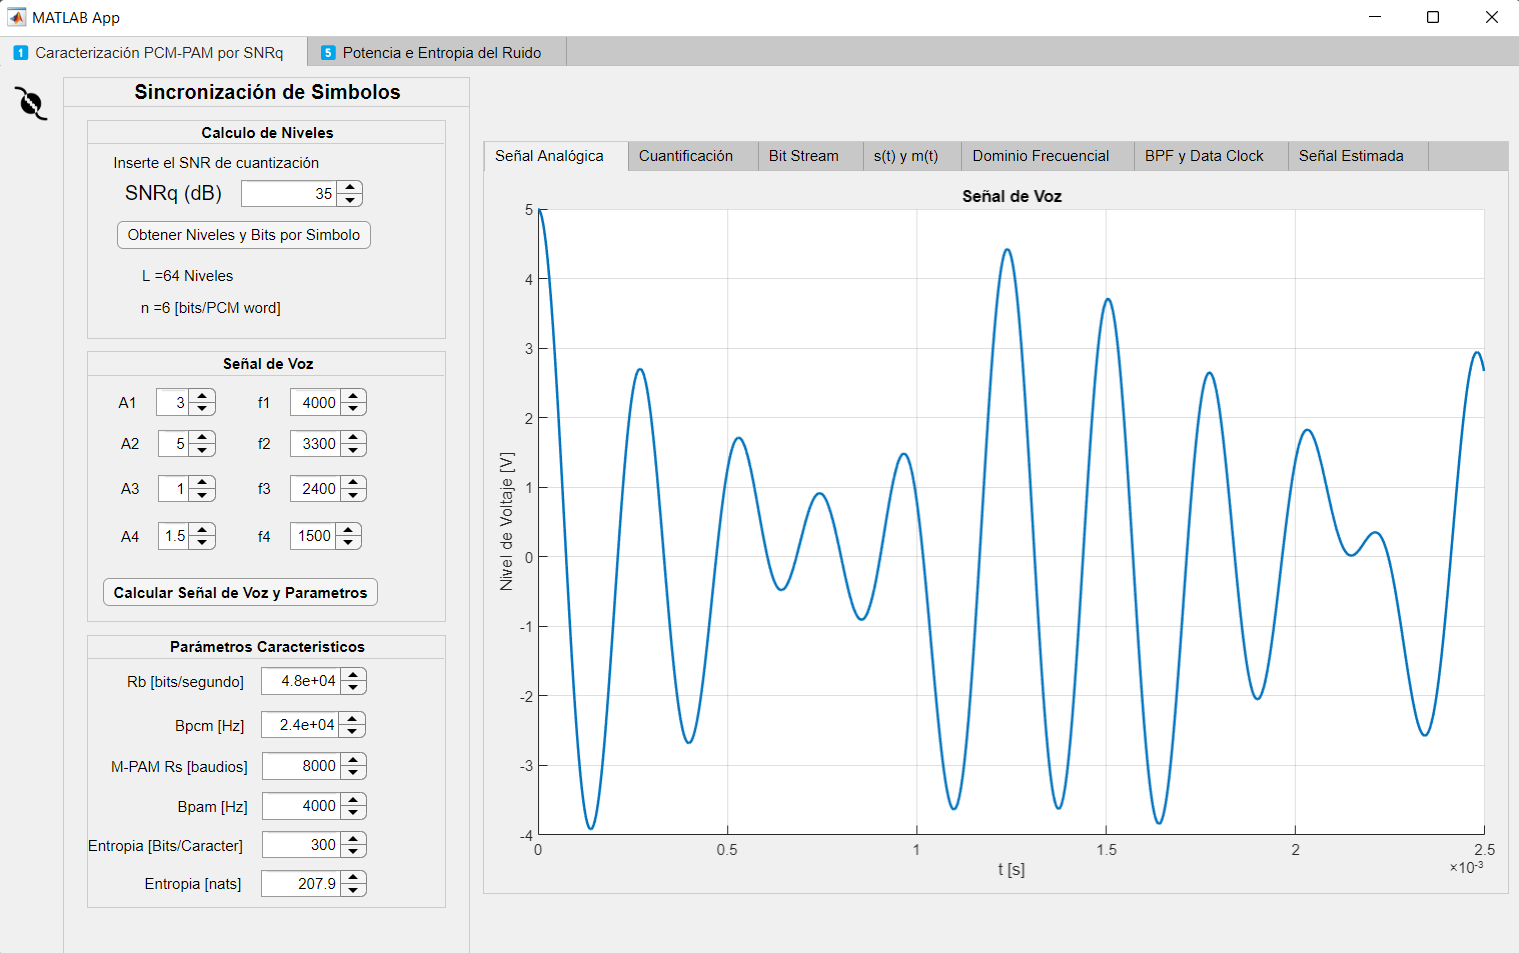 MATLAB App
1 Caracterización PCM-PAM por SNRq
5 Potencia e Entropia del Ruido
Sincronización de Simbolos
Calculo de Niveles
Inserte el SNR de cuantización
SNRq (dB) 35
Obtener Niveles y Bits por Simbolo
L =64 Niveles
n =6 [bits/PCM word]
Señal de Voz
A1 3 f1 4000
A2 5 f2 3300
A3 1 f3 2400
A4 1.5 f4 1500
Calcular Señal de Voz y Parametros
Parámetros Caracteristicos
Rb [bits/segundo] 4.8e+04
Bpcm [Hz] 2.4e+04
M-PAM Rs [baudios] 8000
Bpam [Hz] 4000
Entropia [Bits/Caracter] 300
Entropia [nats] 207.9
Señal Analógica Cuantificación Bit Stream s(t) y m(t) Dominio Frecuencial BPF y Data Clock Señal Estimada
Señal de Voz
5
4
3
2
1
0
-1
-2
-3
-4
Nivel de Voltaje [V]
0 0.5 1 1.5 2 2.5
×10-3
t [s]